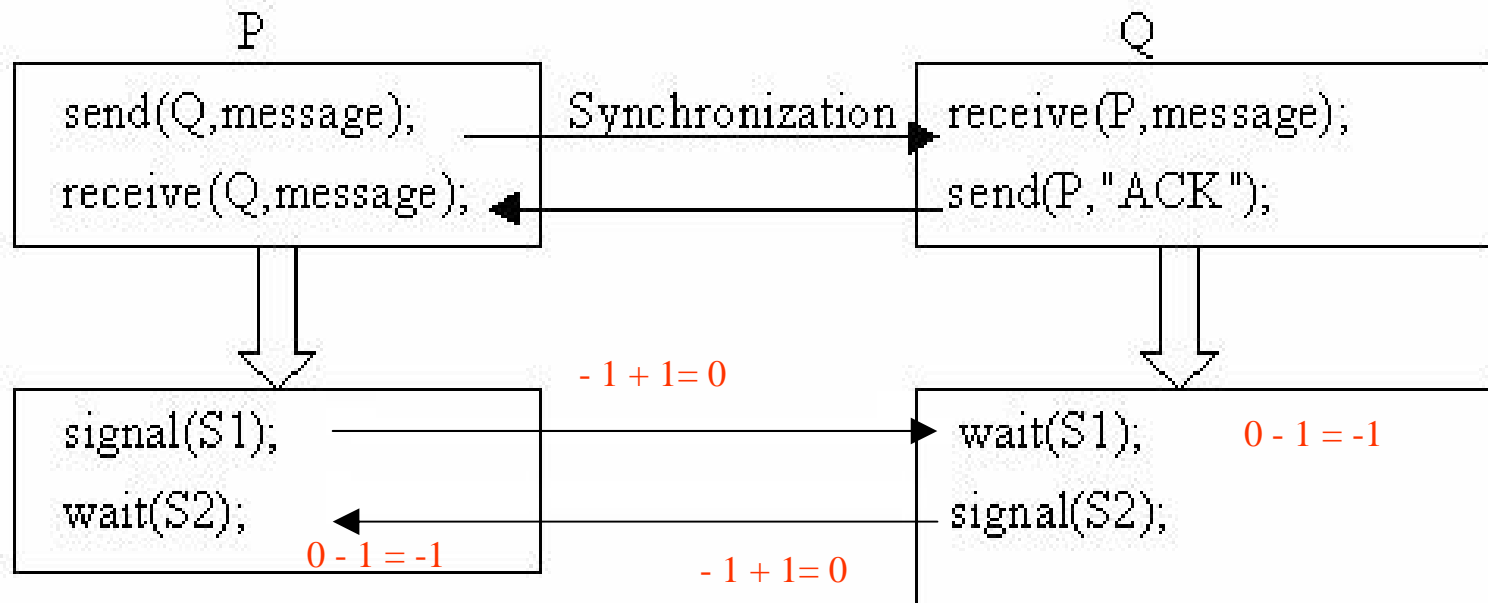 P
Q
send(Q,message);
receive(Q,message);
Synchronization
receive(P,message);
send(P,"ACK");
- 1 + 1= 0
signal(S1);
wait(S2);
0 - 1 = -1
wait(S1);
0 - 1 = -1
signal(S2);
- 1 + 1= 0